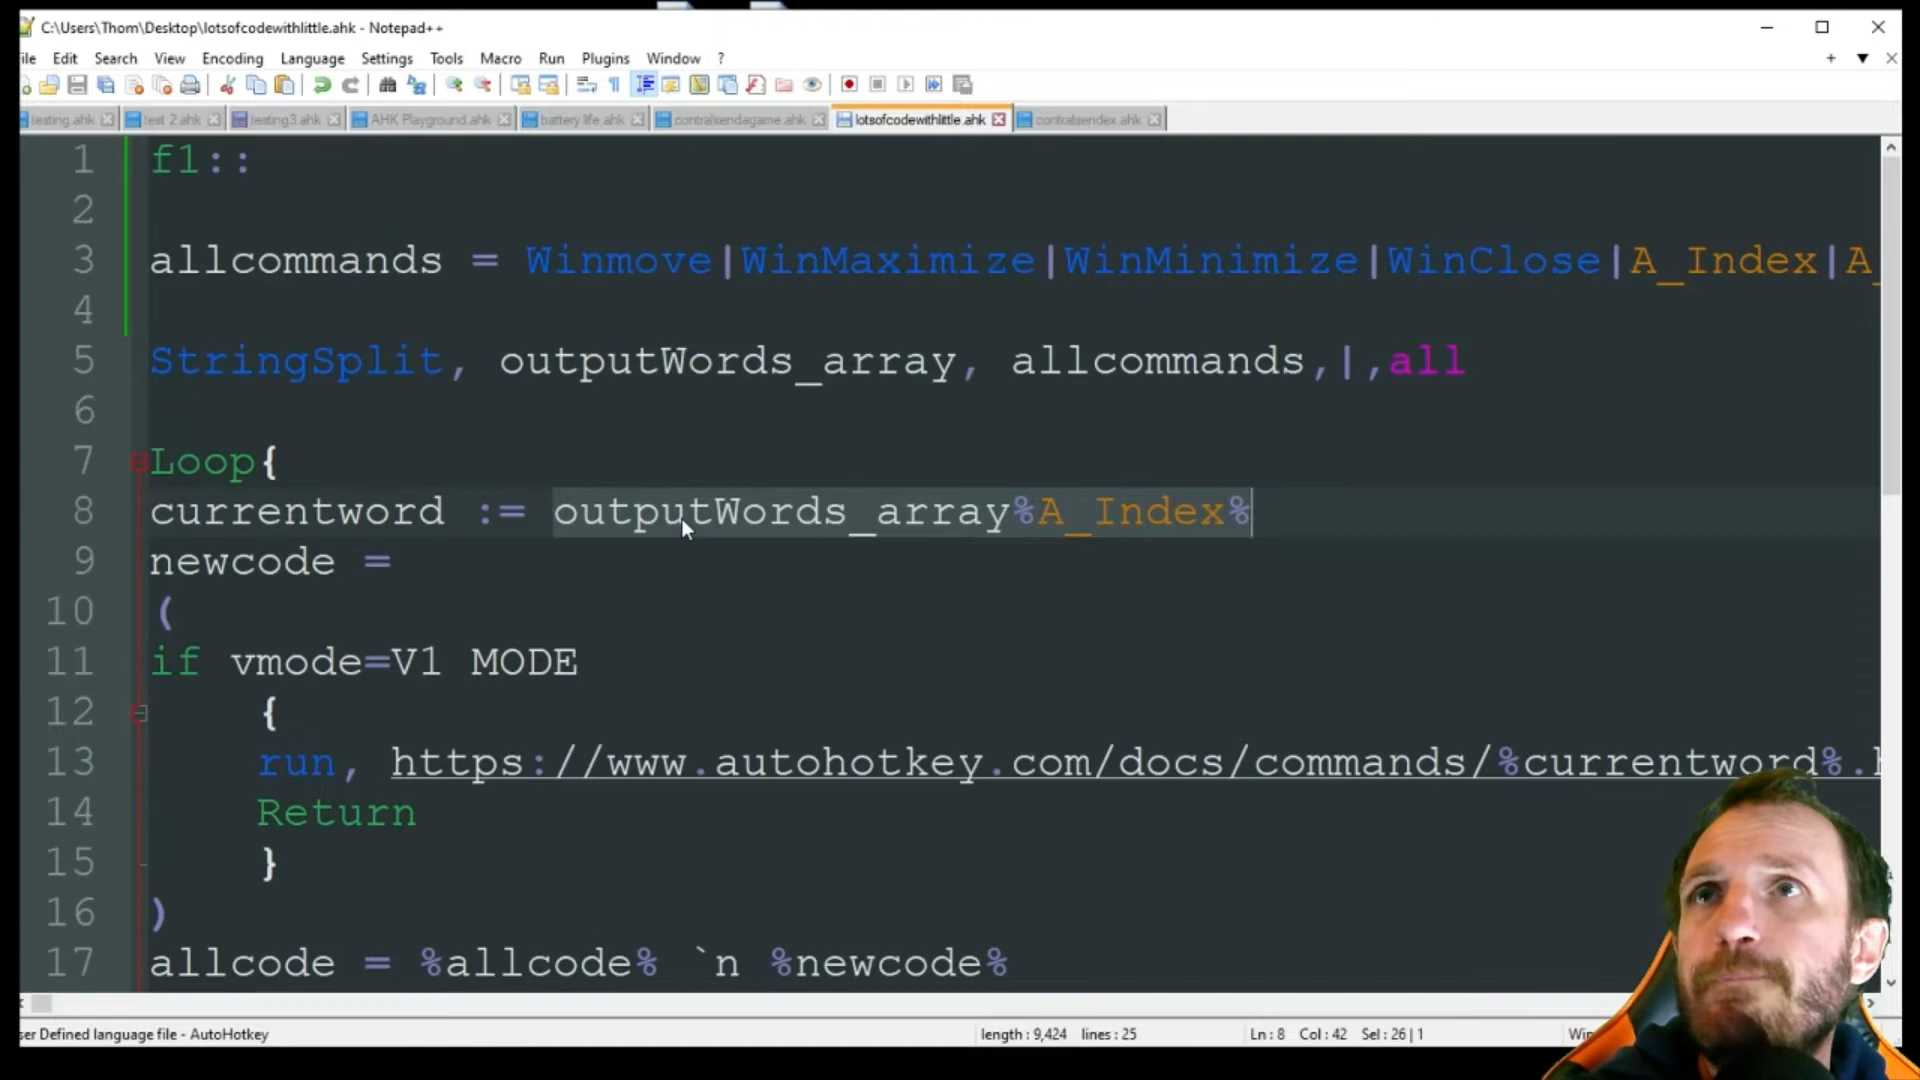 C:\Users\Thom\Desktop\lotsofcodewithlittle.ahk - Notepad++
ile Edit Search View Encoding Language Settings Tools Macro Run Plugins Window ?
testing.ahk test 2.ahk testing3.ahk AHK Playground.ahk battery life.ahk contralsendagame.ahk lotsofcodewithlittle.ahk contralsendex.ahk
1 f1::
2
3 allcommands = Winmove|WinMaximize|WinMinimize|WinClose|A_Index|A_
4
5 StringSplit, outputWords_array, allcommands,|,all
6
7 Loop{
8 currentword := outputWords_array%A_Index%
9 newcode =
10 (
11 if vmode=V1 MODE
12 {
13 run, https://www.autohotkey.com/docs/commands/%currentword%.h
14 Return
15 }
16 )
17 allcode = %allcode% `n %newcode%
ser Defined language file - AutoHotkey length : 9,424 lines : 25 Ln : 8 Col : 42 Sel : 26 | 1 Win